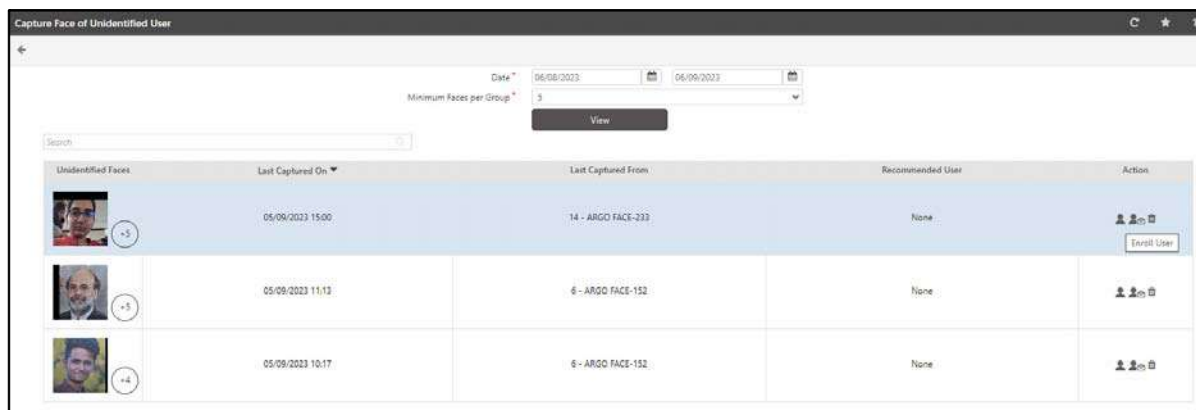 Capture Face of Unidentified User
Date* 06/08/2023 06/09/2023
Minimum Faces per Group* 5
View
Search
Unidentified Faces Last Captured On Last Captured From Recommended User Action
+5 05/09/2023 15:00 14 - ARGO FACE-233 None
Enroll User
+5 05/09/2023 11:13 6 - ARGO FACE-152 None
+4 05/09/2023 10:17 6 - ARGO FACE-152 None